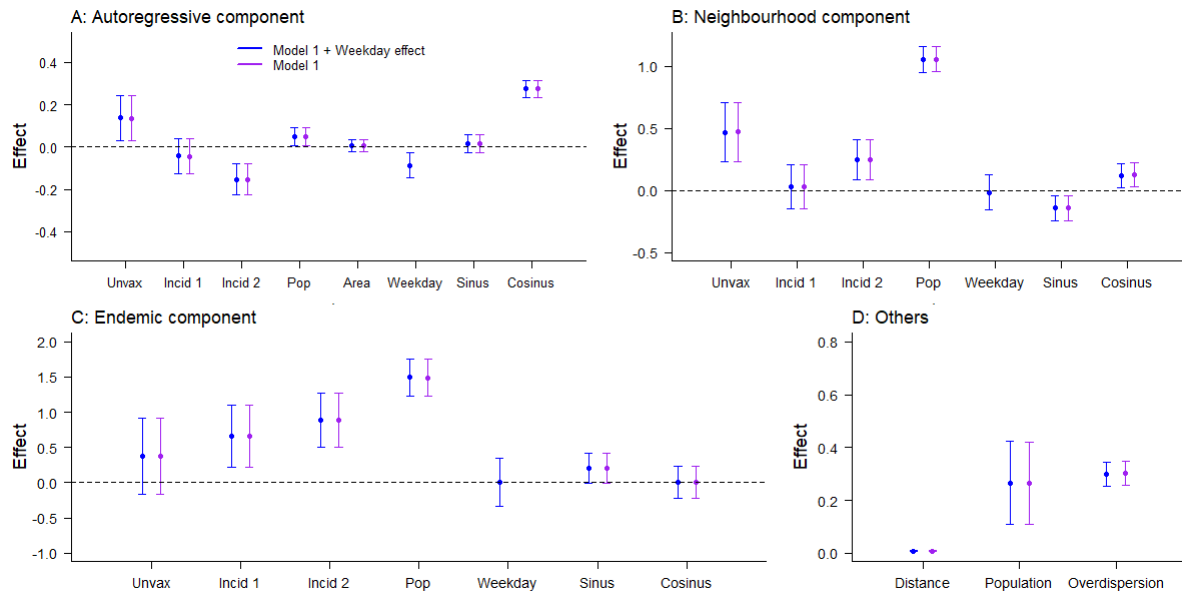 A: Autoregressive component
Model 1 + Weekday effect
Model 1
Effect
0.4
0.2
0.0
-0.2
-0.4
Unvax Incid 1 Incid 2 Pop Area Weekday Sinus Cosinus
B: Neighbourhood component
Effect
1.0
0.5
0.0
-0.5
Unvax Incid 1 Incid 2 Pop Weekday Sinus Cosinus
C: Endemic component
Effect
2.0
1.5
1.0
0.5
0.0
-0.5
-1.0
Unvax Incid 1 Incid 2 Pop Weekday Sinus Cosinus
D: Others
Effect
0.8
0.6
0.4
0.2
0.0
Distance Population Overdispersion